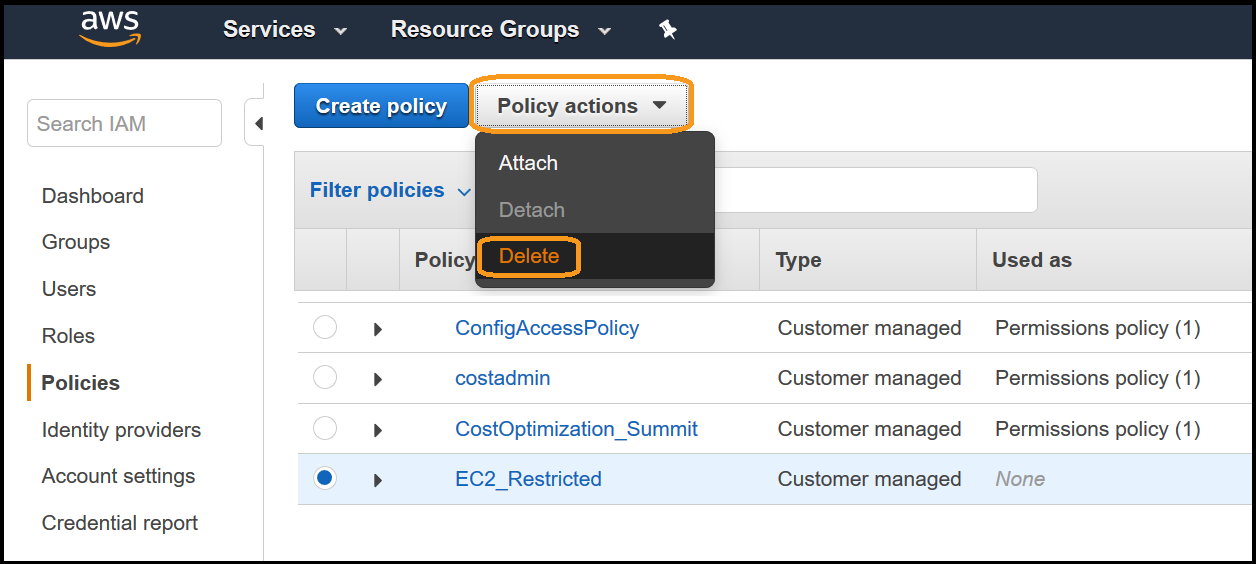 aws
Services
Resource Groups
Search IAM
Dashboard
Groups
Users
Roles
Policies
Identity providers
Account settings
Credential report
Create policy
Policy actions
Attach
Detach
Delete
Filter policies
Policy
Type
Used as
ConfigAccessPolicy Customer managed Permissions policy (1)
costadmin Customer managed Permissions policy (1)
CostOptimization_Summit Customer managed Permissions policy (1)
EC2_Restricted Customer managed None